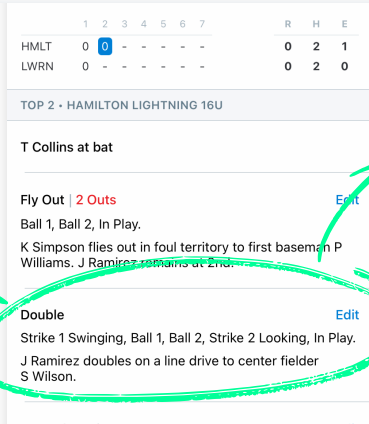 1 2 3 4 5 6 7 R H E
HMLT 0 0 - - - - - 0 2 1
LWRN 0 - - - - - - 0 2 0
TOP 2 • HAMILTON LIGHTNING 16U
T Collins at bat
Fly Out | 2 Outs Edit
Ball 1, Ball 2, In Play.
K Simpson flies out in foul territory to first baseman P
Williams. J Ramirez remains at 2nd.
Double Edit
Strike 1 Swinging, Ball 1, Ball 2, Strike 2 Looking, In Play.
J Ramirez doubles on a line drive to center fielder
S Wilson.